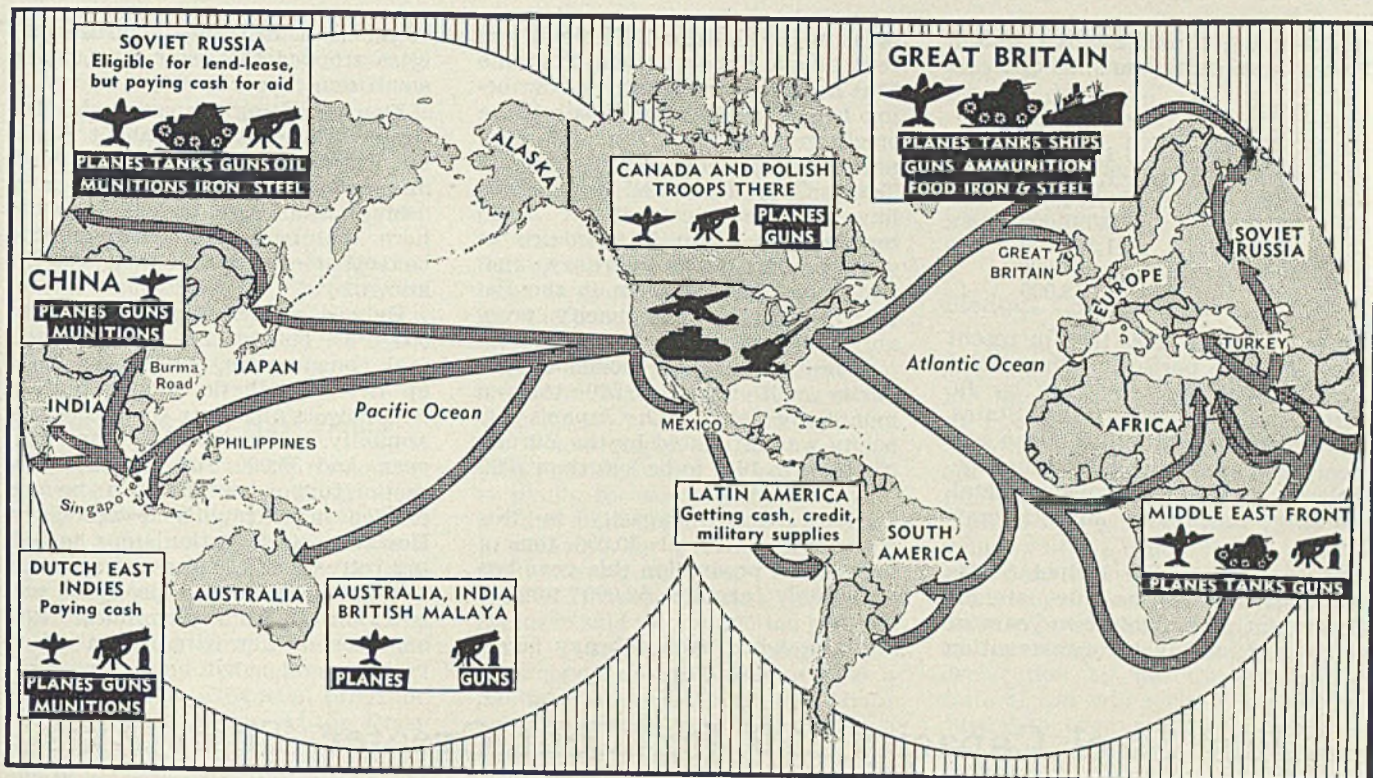 SOVIET RUSSIA
Eligible for lend-lease,
but paying cash for aid
PLANES TANKS GUNS OIL
MUNITIONS IRON STEEL
ALASKA
CANADA AND POLISH
TROOPS THERE
PLANES
GUNS
GREAT BRITAIN
PLANES TANKS SHIPS
GUNS AMMUNITION
FOOD IRON & STEEL
GREAT
BRITAIN
SOVIET
RUSSIA
EUROPE
TURKEY
CHINA
PLANES GUNS
MUNITIONS
Burma
Road
JAPAN
INDIA
Pacific Ocean
PHILIPPINES
Atlantic Ocean
MEXICO
AFRICA
LATIN AMERICA
Getting cash, credit,
military supplies
SOUTH
AMERICA
MIDDLE EAST FRONT
PLANES TANKS GUNS
DUTCH EAST
INDIES
Paying cash
PLANES GUNS
MUNITIONS
AUSTRALIA
AUSTRALIA, INDIA
BRITISH MALAYA
PLANES GUNS